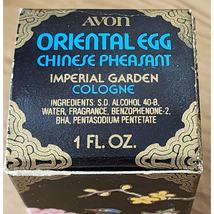 AVON
ORIENTAL EGG
CHINESE PHEASANT
IMPERIAL GARDEN
COLOGNE
INGREDIENTS: S.D. ALCOHOL 40-B,
WATER, FRAGRANCE, BENZOPHENONE-2,
BHA, PENTASODIUM PENTETATE
1 FL. OZ.